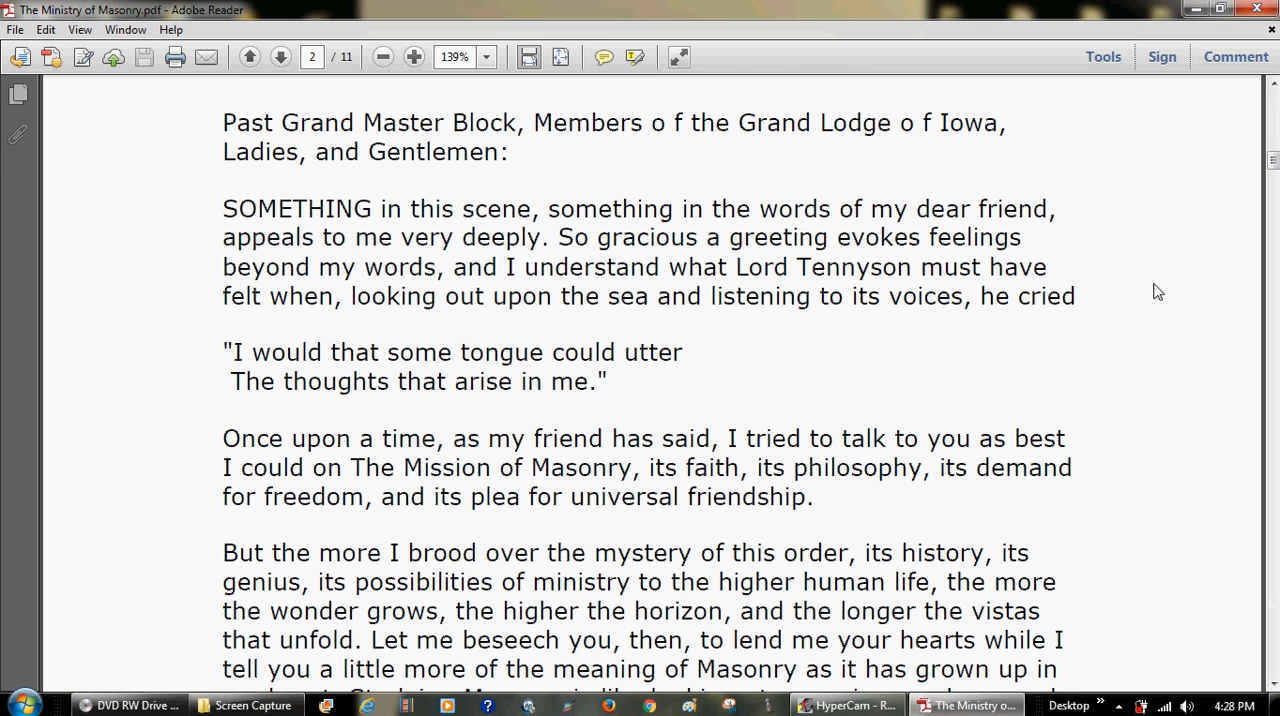 The Ministry of Masonry.pdf - Adobe Reader
File Edit View Window Help
2 / 11 139% Tools Sign Comment
Past Grand Master Block, Members o f the Grand Lodge o f Iowa,
Ladies, and Gentlemen:
SOMETHING in this scene, something in the words of my dear friend,
appeals to me very deeply. So gracious a greeting evokes feelings
beyond my words, and I understand what Lord Tennyson must have
felt when, looking out upon the sea and listening to its voices, he cried
"I would that some tongue could utter
The thoughts that arise in me."
Once upon a time, as my friend has said, I tried to talk to you as best
I could on The Mission of Masonry, its faith, its philosophy, its demand
for freedom, and its plea for universal friendship.
But the more I brood over the mystery of this order, its history, its
genius, its possibilities of ministry to the higher human life, the more
the wonder grows, the higher the horizon, and the longer the vistas
that unfold. Let me beseech you, then, to lend me your hearts while I
tell you a little more of the meaning of Masonry as it has grown up in
DVD RW Drive ... Screen Capture HyperCam - R... The Ministry o... Desktop 4:28 PM